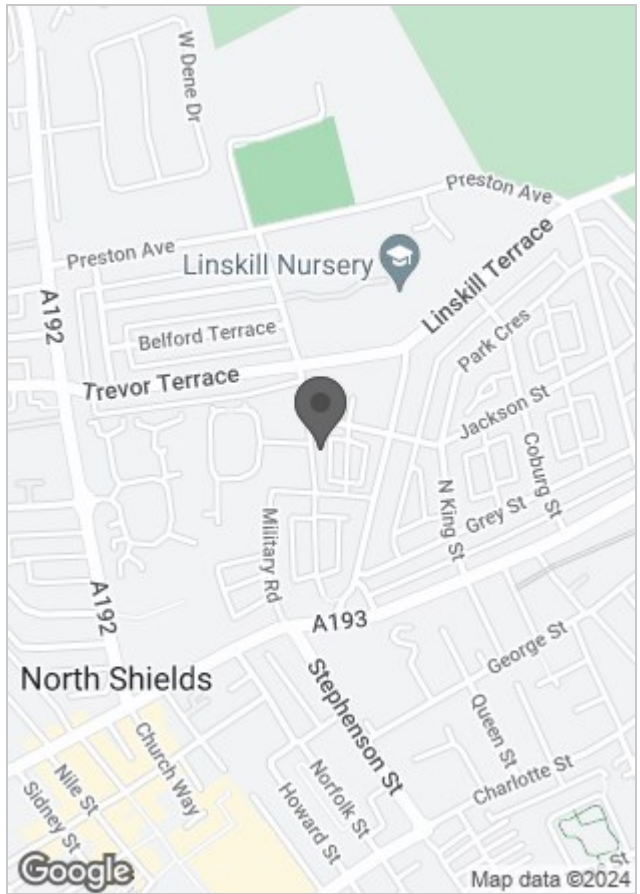 W Dene Dr
Preston Ave
Preston Ave
Linskill Nursery
Linskill Terrace
A192
Belford Terrace
Park Cres
Trevor Terrace
Jackson St
Coburg St
N King St
Grey St
Military Rd
A192
A193
George St
North Shields
Stephenson St
Queen St
Church Way
Charlotte St
Nile St
Norfolk St
Sidney St
Howard St
St
Google
Map data ©2024